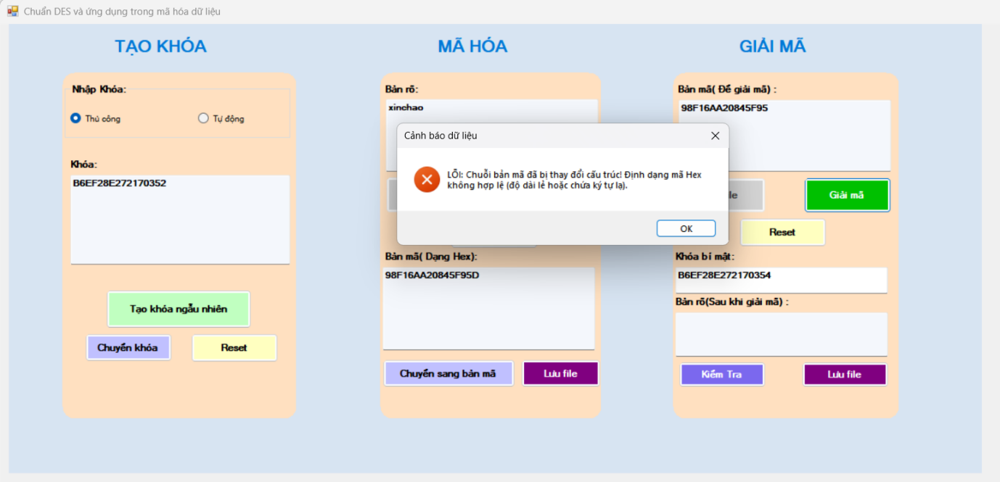 Chuẩn DES và ứng dụng trong mã hóa dữ liệu
TẠO KHÓA
Nhập Khóa:
Thủ công
Tự động
Khóa:
B6EF28E272170352
Tạo khóa ngẫu nhiên
Chuyển khóa
Reset
MÃ HÓA
Bản rõ:
xinchao
Cảnh báo dữ liệu
LỖI: Chuỗi bản mã đã bị thay đổi cấu trúc! Định dạng mã Hex
không hợp lệ (độ dài lẻ hoặc chứa ký tự lạ).
OK
Bản mã( Dạng Hex):
98F16AA20845F95D
Chuyển sang bản mã
Lưu file
GIẢI MÃ
Bản mã( Để giải mã) :
98F16AA20845F95
le
Giải mã
Reset
Khóa bí mật:
B6EF28E272170354
Bản rõ(Sau khi giải mã) :
Kiểm Tra
Lưu file